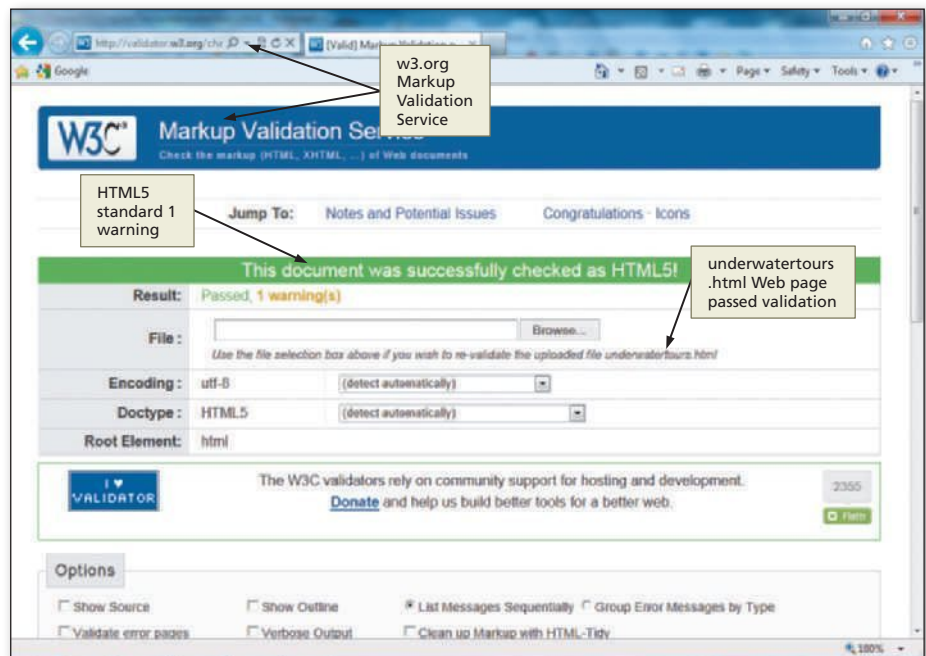 http://validator.w3.org/che
[Valid] Markup Validation
Google
Page
Safety
Tools
w3.org
Markup
Validation
Service
W3C
Markup Validation
Check the markup (HTML, XHTML, ...) of Web documents
HTML5
standard 1
warning
Jump To: Notes and Potential Issues Congratulations · Icons
This document was successfully checked as HTML5!
underwatertours
.html Web page
passed validation
Result: Passed, 1 warning(s)
File : Browse...
Use the file selection box above if you wish to re-validate the uploaded file underwatertours.html
Encoding : utf-8 (detect automatically)
Doctype : HTML5 (detect automatically)
Root Element: html
I ♥
VALIDATOR
The W3C validators rely on community support for hosting and development.
Donate and help us build better tools for a better web.
2355
Flattr
Options
Show Source Show Outline List Messages Sequentially Group Error Messages by Type
Validate error pages Verbose Output Clean up Markup with HTML-Tidy
100%